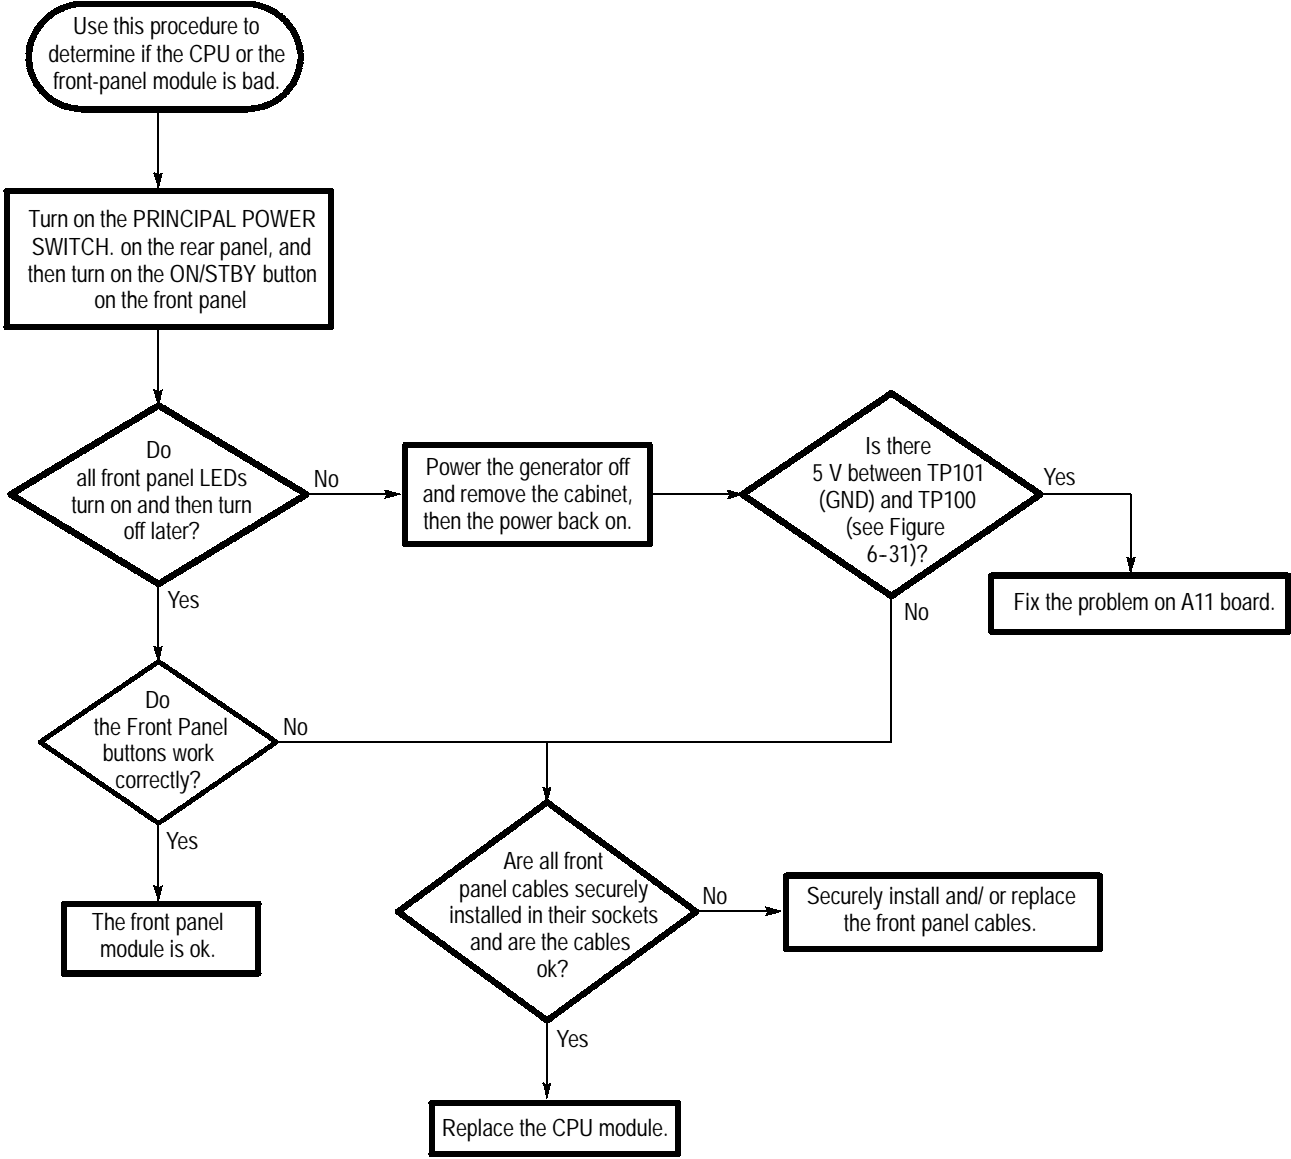 Use this procedure to
determine if the CPU or the
front-panel module is bad.
Turn on the PRINCIPAL POWER
SWITCH. on the rear panel, and
then turn on the ON/STBY button
on the front panel
Do
all front panel LEDs
turn on and then turn
off later?
No
Power the generator off
and remove the cabinet,
then the power back on.
Is there
5 V between TP101
(GND) and TP100
(see Figure
6-31)?
Yes
Fix the problem on A11 board.
No
Yes
Do
the Front Panel
buttons work
correctly?
No
Yes
The front panel
module is ok.
Are all front
panel cables securely
installed in their sockets
and are the cables
ok?
No
Securely install and/ or replace
the front panel cables.
Yes
Replace the CPU module.